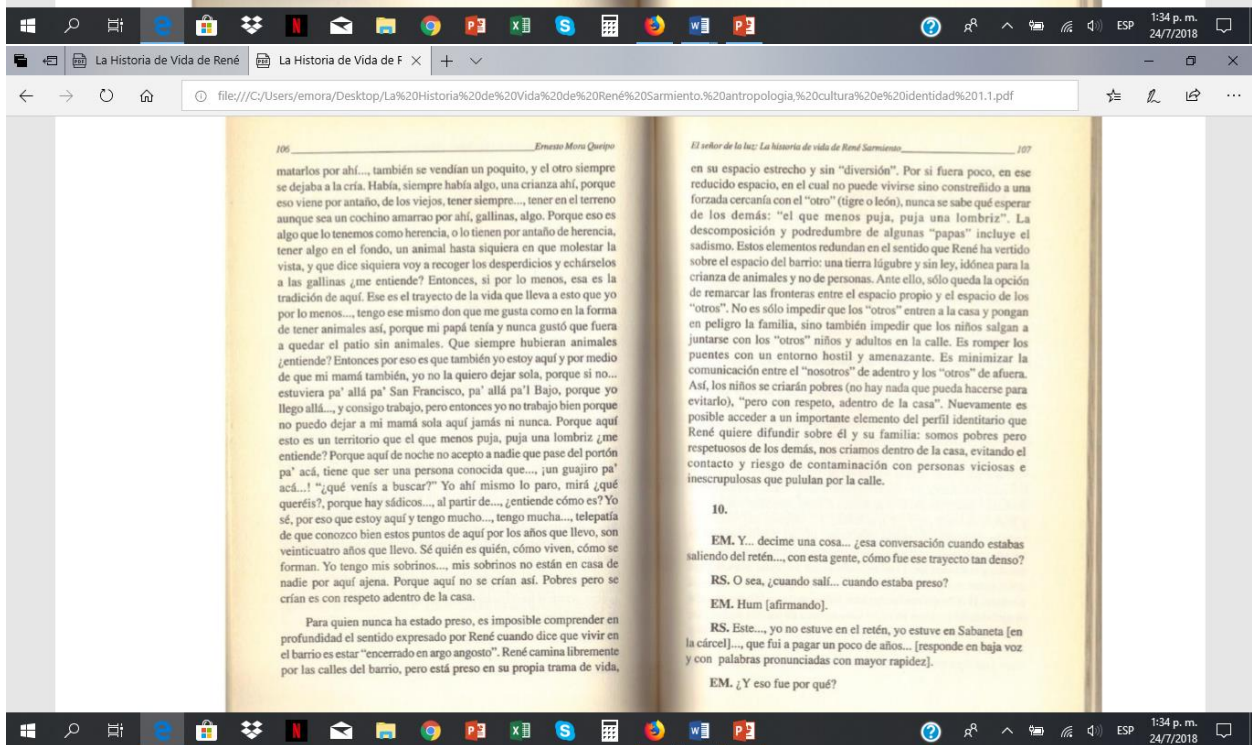 ESP
1:34 p. m.
24/7/2018
La Historia de Vida de René
La Historia de Vida de F
file:///C:/Users/emora/Desktop/La%20Historia%20de%20Vida%20de%20René%20Sarmiento.%20antropologia,%20cultura%20e%20identidad%201.1.pdf
106
Ernesto Mora Queipo
matarlos por ahí..., también se vendían un poquito, y el otro siempre
se dejaba a la cría. Había, siempre había algo, una crianza ahí, porque
eso viene por antaño, de los viejos, tener siempre..., tener en el terreno
aunque sea un cochino amarrao por ahí, gallinas, algo. Porque eso es
algo que lo tenemos como herencia, o lo tienen por antaño de herencia,
tener algo en el fondo, un animal hasta siquiera en que molestar la
vista, y que dice siquiera voy a recoger los desperdicios y echárselos
a las gallinas ¿me entiende? Entonces, si por lo menos, esa es la
tradición de aquí. Ese es el trayecto de la vida que lleva a esto que yo
por lo menos..., tengo ese mismo don que me gusta como en la forma
de tener animales así, porque mi papá tenía y nunca gustó que fuera
a quedar el patio sin animales. Que siempre hubieran animales
¿entiende? Entonces por eso es que también yo estoy aquí y por medio
de que mi mamá también, yo no la quiero dejar sola, porque si no...
estuviera pa' allá pa' San Francisco, pa' allá pa'l Bajo, porque yo
llego allá..., y consigo trabajo, pero entonces yo no trabajo bien porque
no puedo dejar a mi mamá sola aquí jamás ni nunca. Porque aquí
esto es un territorio que el que menos puja, puja una lombriz ¿me
entiende? Porque aquí de noche no acepto a nadie que pase del portón
pa' acá, tiene que ser una persona conocida que..., ¡un guajiro pa'
acá...! "¿qué venís a buscar?" Yo ahí mismo lo paro, mirá ¿qué
queréis?, porque hay sádicos..., al partir de..., ¿entiende cómo es? Yo
sé, por eso que estoy aquí y tengo mucho..., tengo mucha..., telepatía
de que conozco bien estos puntos de aquí por los años que llevo, son
veinticuatro años que llevo. Sé quién es quién, cómo viven, cómo se
forman. Yo tengo mis sobrinos..., mis sobrinos no están en casa de
nadie por aquí ajena. Porque aquí no se crían así. Pobres pero se
crían es con respeto adentro de la casa.
Para quien nunca ha estado preso, es imposible comprender en
profundidad el sentido expresado por René cuando dice que vivir en
el barrio es estar "encerrado en argo angosto". René camina libremente
por las calles del barrio, pero está preso en su propia trama de vida,
El señor de la luz: La historia de vida de René Sarmiento
107
en su espacio estrecho y sin "diversión". Por si fuera poco, en ese
reducido espacio, en el cual no puede vivirse sino constreñido a una
forzada cercanía con el "otro" (tigre o león), nunca se sabe qué esperar
de los demás: "el que menos puja, puja una lombriz". La
descomposición y podredumbre de algunas "papas" incluye el
sadismo. Estos elementos redundan en el sentido que René ha vertido
sobre el espacio del barrio: una tierra lúgubre y sin ley, idónea para la
crianza de animales y no de personas. Ante ello, sólo queda la opción
de remarcar las fronteras entre el espacio propio y el espacio de los
"otros". No es sólo impedir que los "otros" entren a la casa y pongan
en peligro la familia, sino también impedir que los niños salgan a
juntarse con los "otros" niños y adultos en la calle. Es romper los
puentes con un entorno hostil y amenazante. Es minimizar la
comunicación entre el "nosotros" de adentro y los "otros" de afuera.
Así, los niños se criarán pobres (no hay nada que pueda hacerse para
evitarlo), "pero con respeto, adentro de la casa". Nuevamente es
posible acceder a un importante elemento del perfil identitario que
René quiere difundir sobre él y su familia: somos pobres pero
respetuosos de los demás, nos criamos dentro de la casa, evitando el
contacto y riesgo de contaminación con personas viciosas e
inescrupulosas que pululan por la calle.
10.
EM. Y... decime una cosa... ¿esa conversación cuando estabas
saliendo del retén..., con esta gente, cómo fue ese trayecto tan denso?
RS. O sea, ¿cuando salí... cuando estaba preso?
EM. Hum [afirmando].
RS. Este..., yo no estuve en el retén, yo estuve en Sabaneta [en
la cárcel]..., que fui a pagar un poco de años... [responde en baja voz
y con palabras pronunciadas con mayor rapidez].
EM. ¿Y eso fue por qué?
ESP
1:34 p. m.
24/7/2018